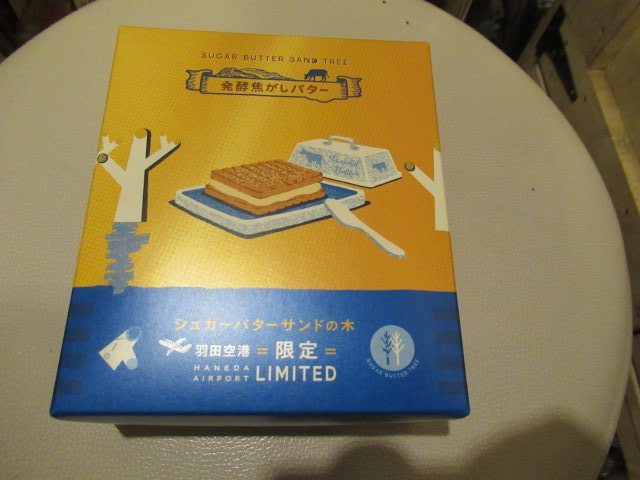 SUGAR BUTTER SAND TREE
発酵焦がしバター
シュガーバターサンドの木
羽田空港 = 限定 =
HANEDA AIRPORT LIMITED
SUGAR BUTTER TREE